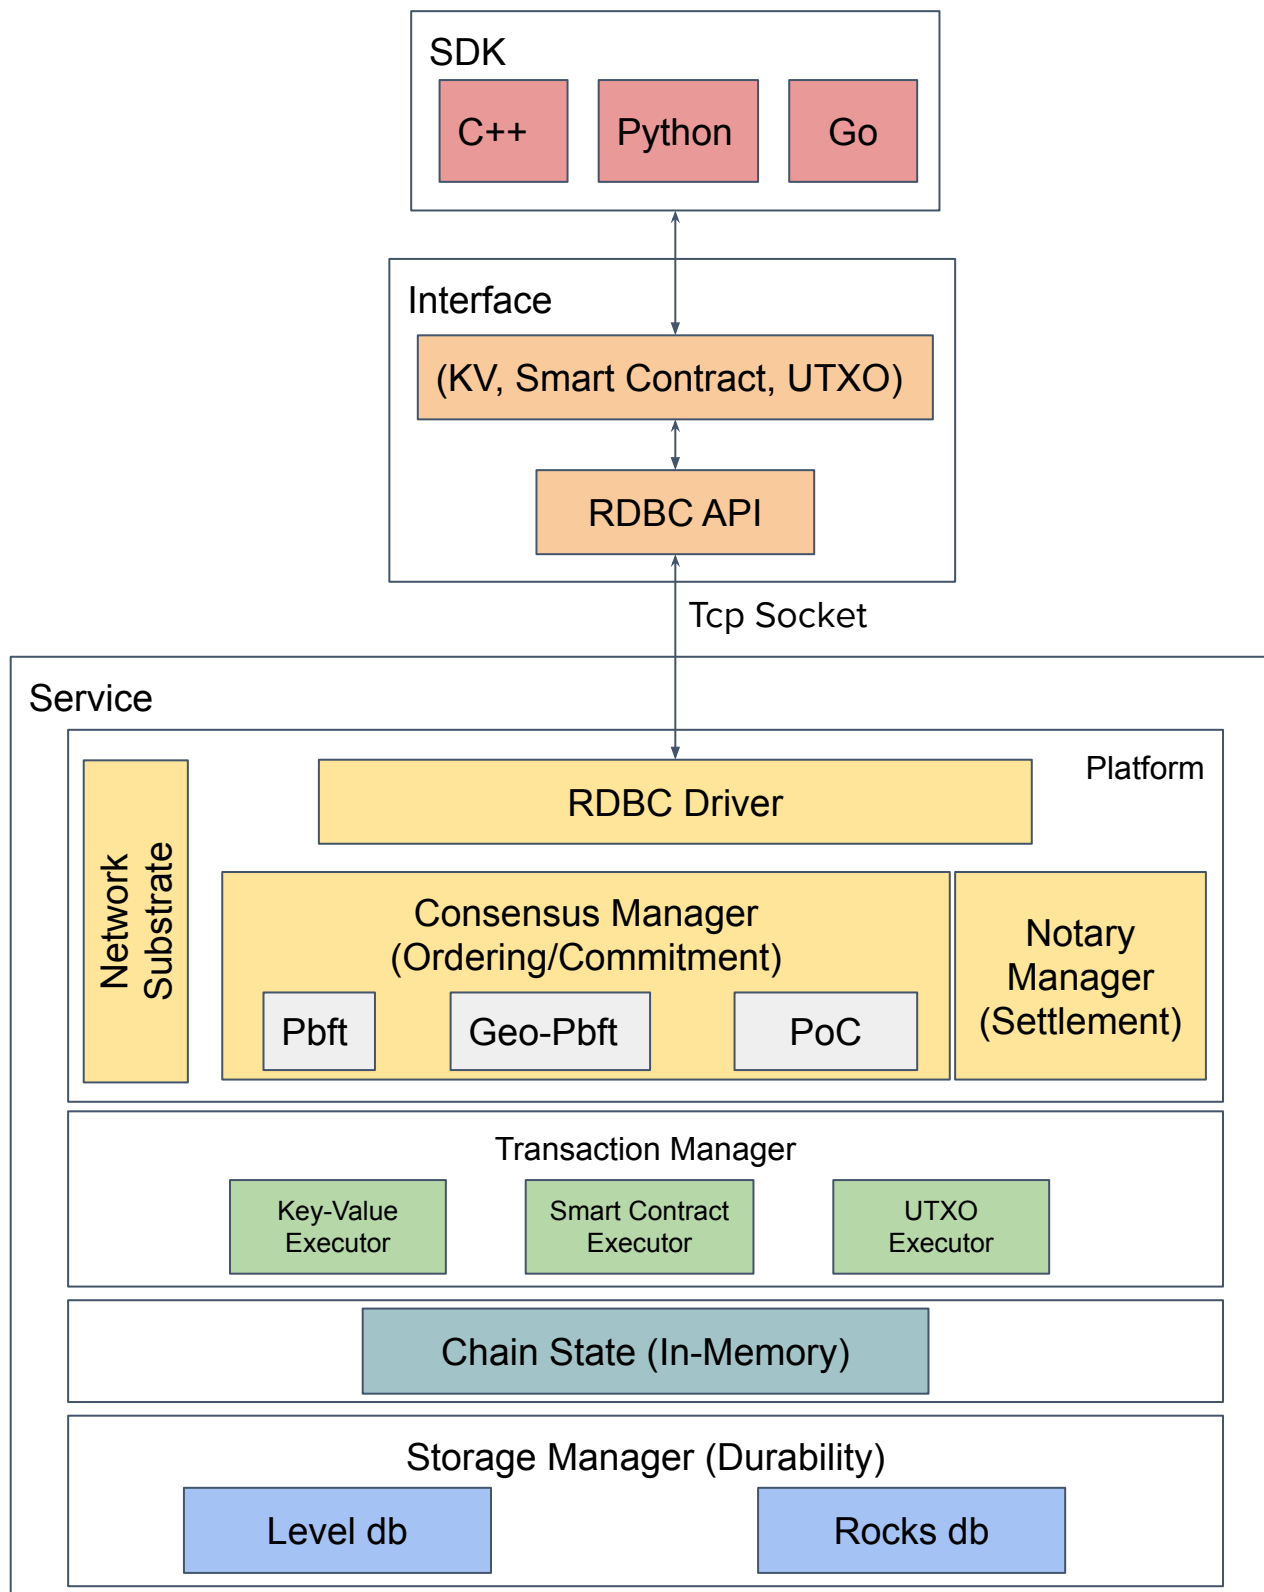 SDK
C++
Python
Go
Interface
(KV, Smart Contract, UTXO)
RDBC API
Tcp Socket
Service
Platform
RDBC Driver
Network
Substrate
Consensus Manager
(Ordering/Commitment)
Pbft
Geo-Pbft
PoC
Notary
Manager
(Settlement)
Transaction Manager
Key-Value
Executor
Smart Contract
Executor
UTXO
Executor
Chain State (In-Memory)
Storage Manager (Durability)
Level db
Rocks db